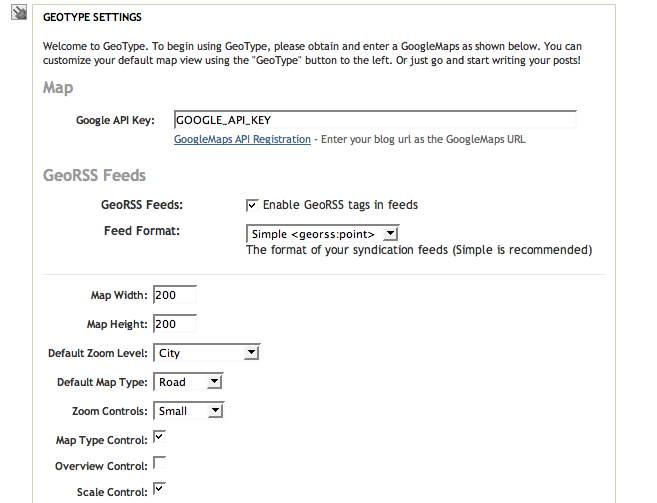 GEOTYPE SETTINGS
Welcome to GeoType. To begin using GeoType, please obtain and enter a GoogleMaps as shown below. You can
customize your default map view using the "GeoType" button to the left. Or just go and start writing your posts!
Map
Google API Key: GOOGLE_API_KEY
GoogleMaps API Registration - Enter your blog url as the GoogleMaps URL
GeoRSS Feeds
GeoRSS Feeds: Enable GeoRSS tags in feeds
Feed Format: Simple <georss:point>
The format of your syndication feeds (Simple is recommended)
Map Width: 200
Map Height: 200
Default Zoom Level: City
Default Map Type: Road
Zoom Controls: Small
Map Type Control:
Overview Control:
Scale Control: